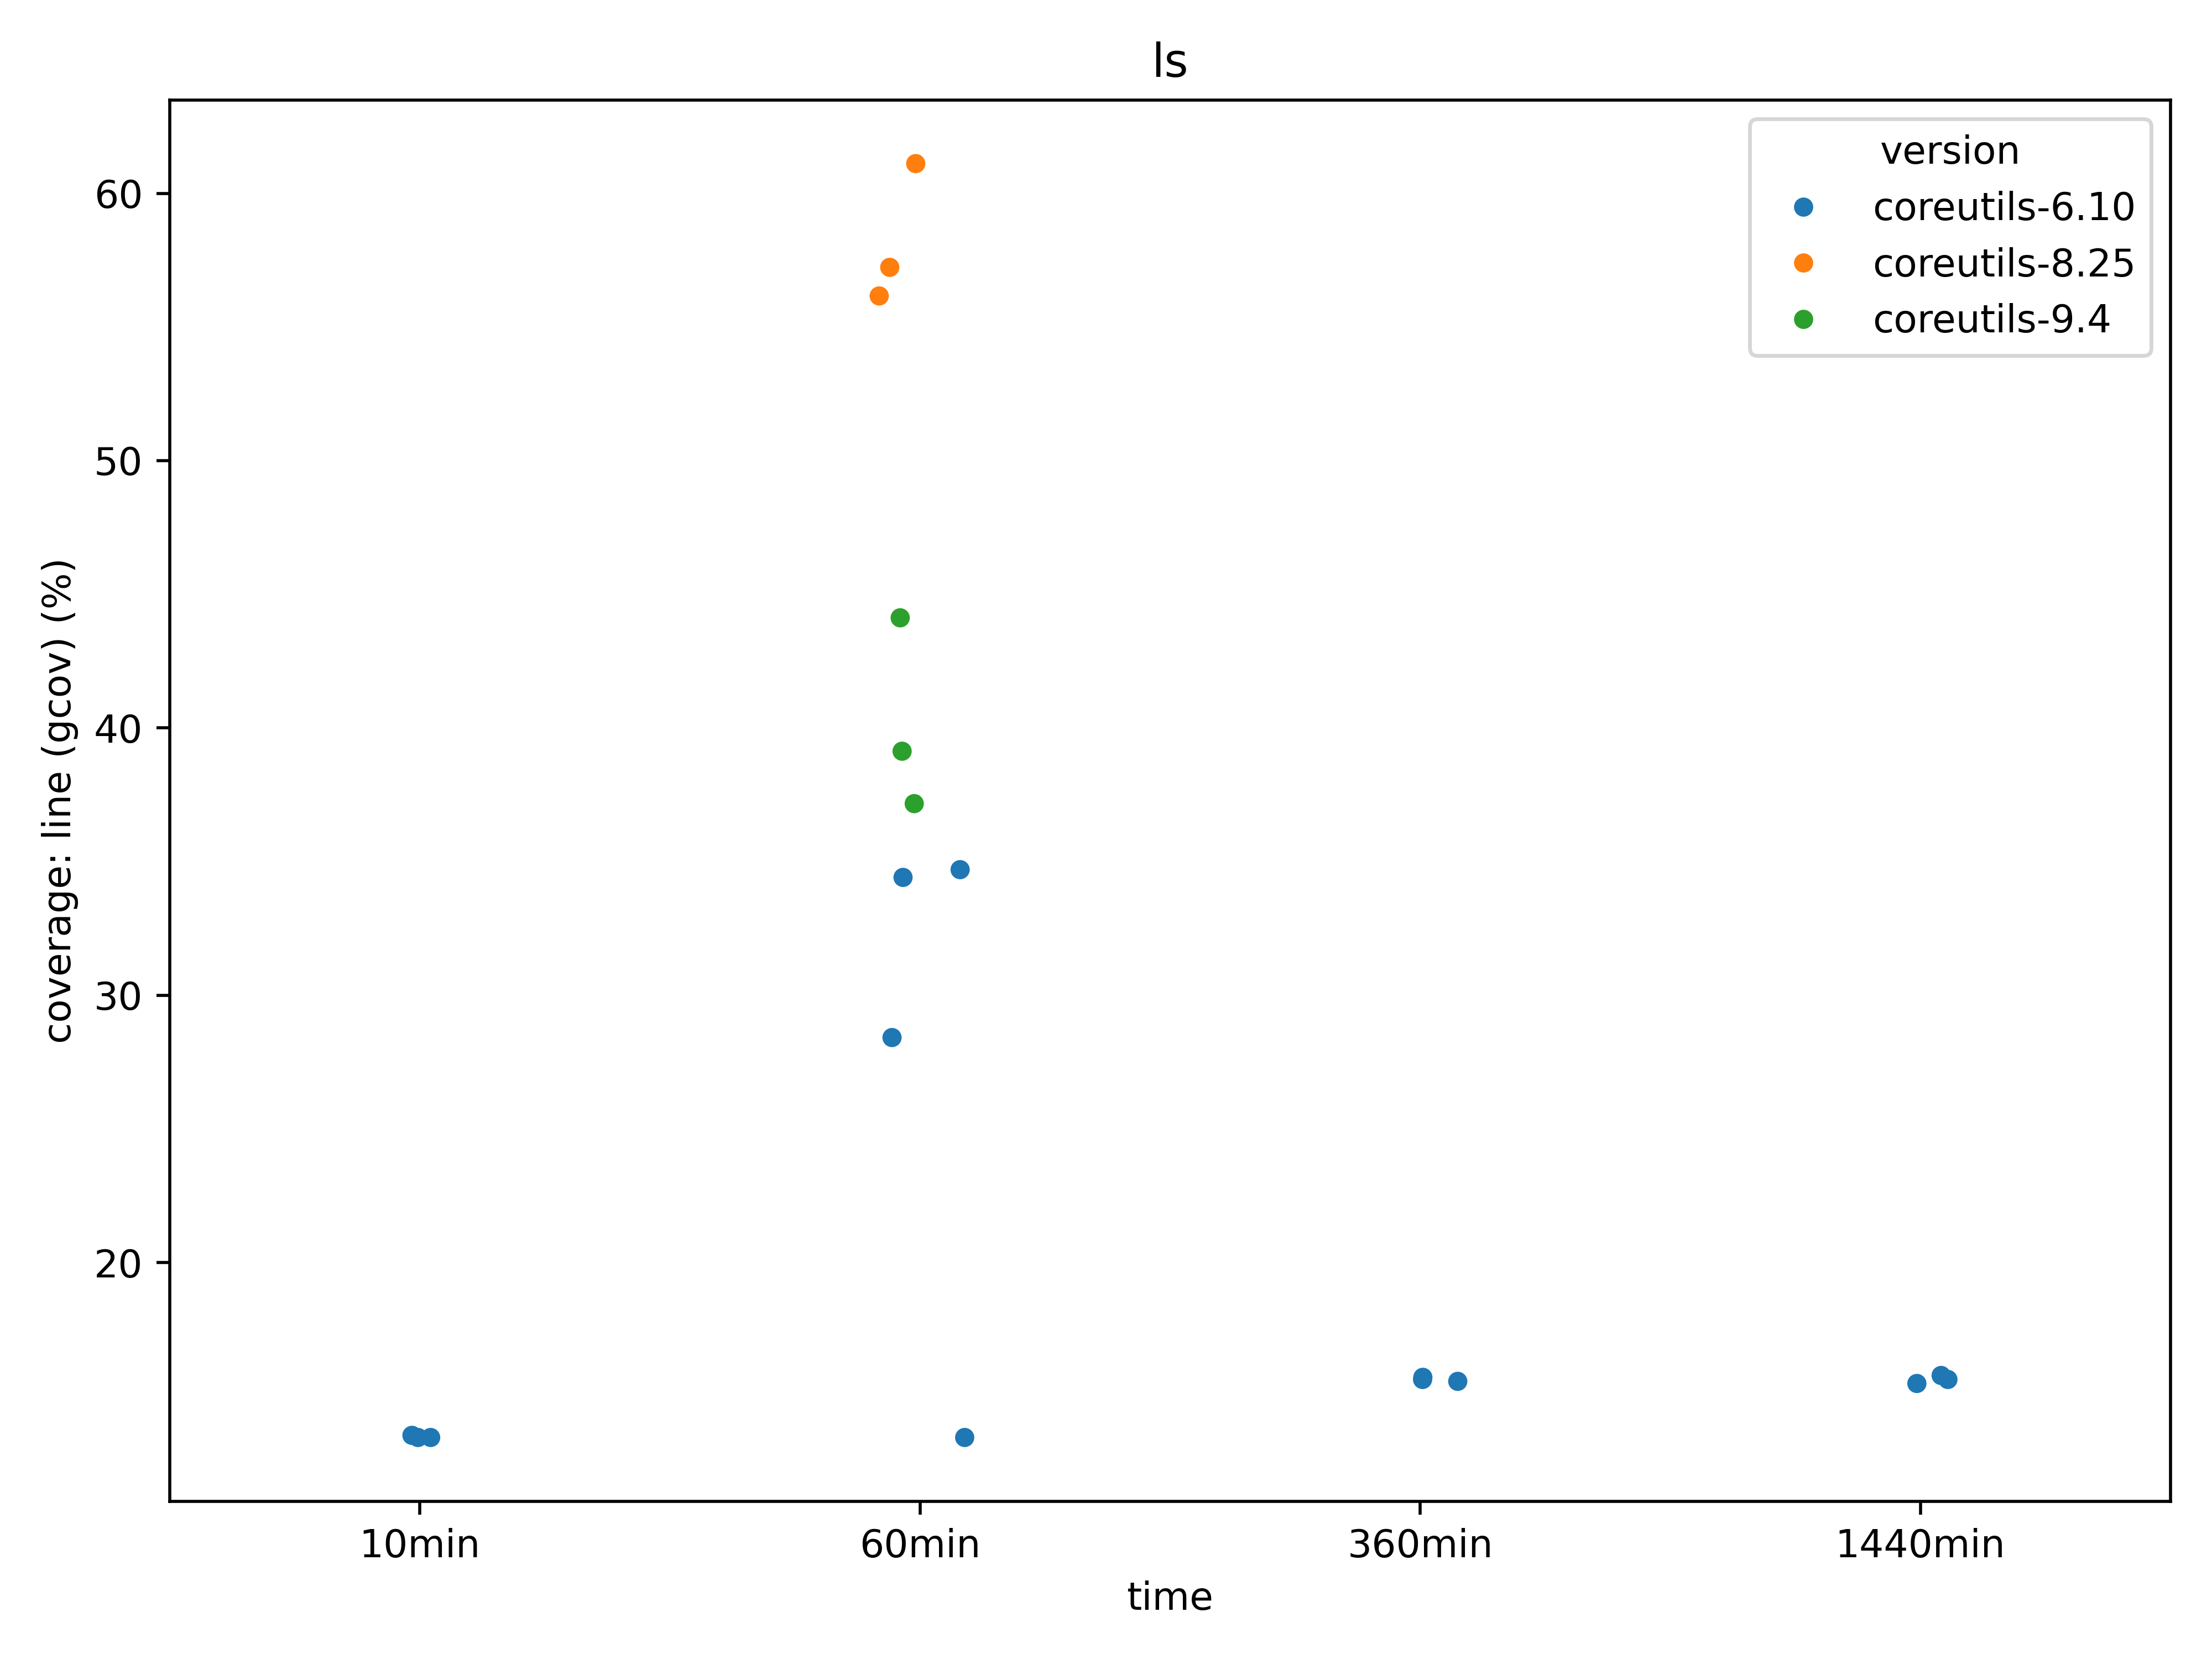 ls
version
coreutils-6.10
coreutils-8.25
coreutils-9.4
coverage: line (gcov) (%)
60
50
40
30
20
10min
60min
360min
1440min
time